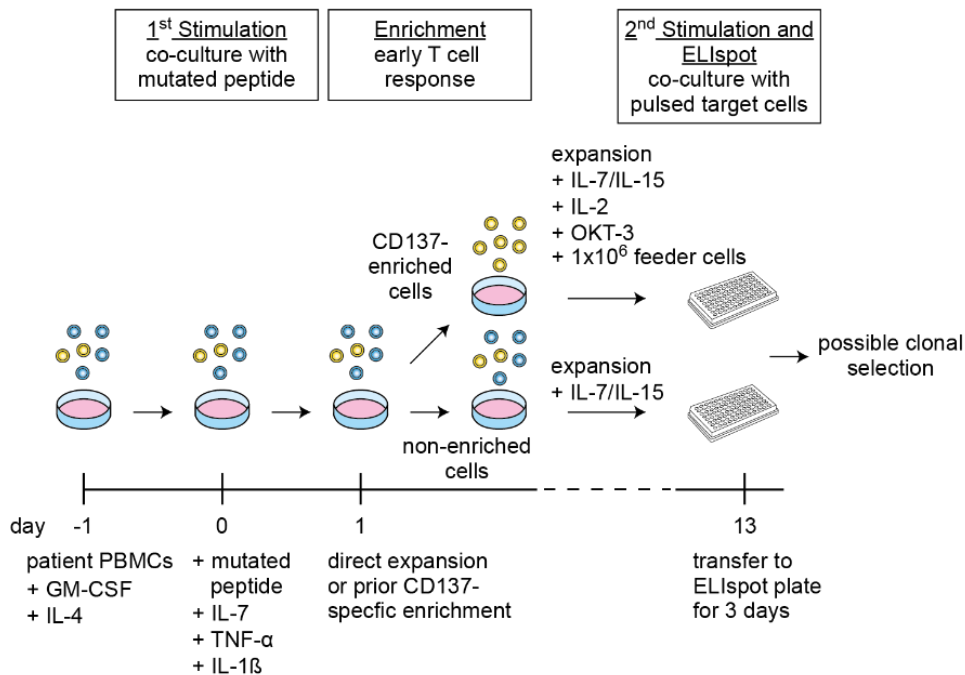 1st Stimulation
co-culture with
mutated peptide
Enrichment
early T cell
response
2nd Stimulation and
ELIspot
co-culture with
pulsed target cells
expansion
+ IL-7/IL-15
+ IL-2
+ OKT-3
+ 1x10⁶ feeder cells
CD137-
enriched
cells
expansion
+ IL-7/IL-15
possible clonal
selection
non-enriched
cells
day -1 0 1 13
patient PBMCs
+ GM-CSF
+ IL-4
+ mutated
peptide
+ IL-7
+ TNF-α
+ IL-1ß
direct expansion
or prior CD137-
specfic enrichment
transfer to
ELIspot plate
for 3 days